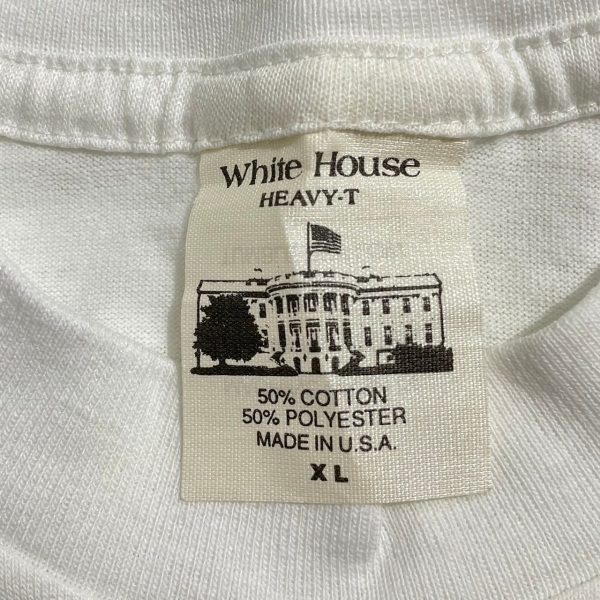 White House
HEAVY-T
50% COTTON
50% POLYESTER
MADE IN U.S.A.
XL